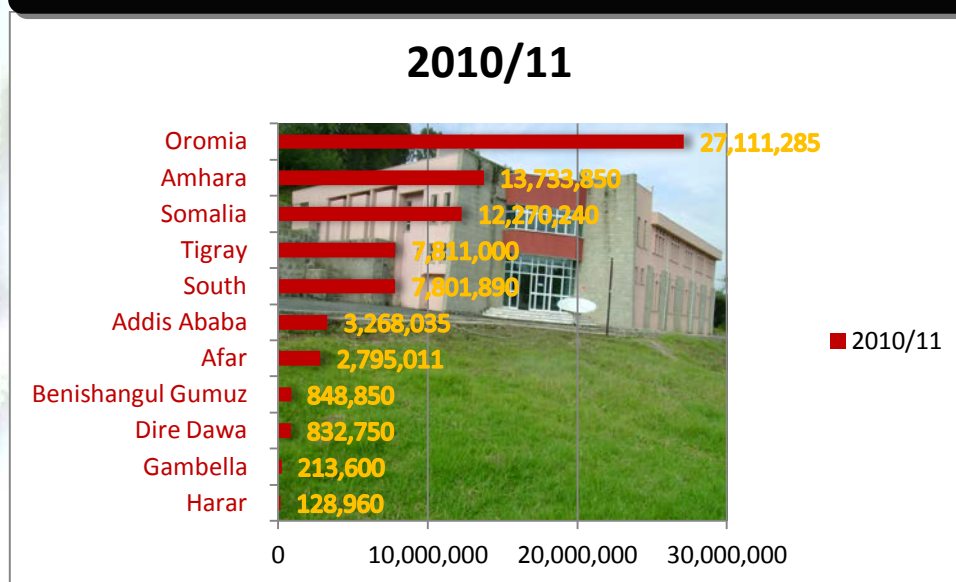 2010/11
Oromia 27,111,285
Amhara 13,733,850
Somalia 12,270,240
Tigray 7,811,000
South 7,801,890
Addis Ababa 3,268,035
Afar 2,795,011
Benishangul Gumuz 848,850
Dire Dawa 832,750
Gambella 213,600
Harar 128,960
0 10,000,000 20,000,000 30,000,000
2010/11